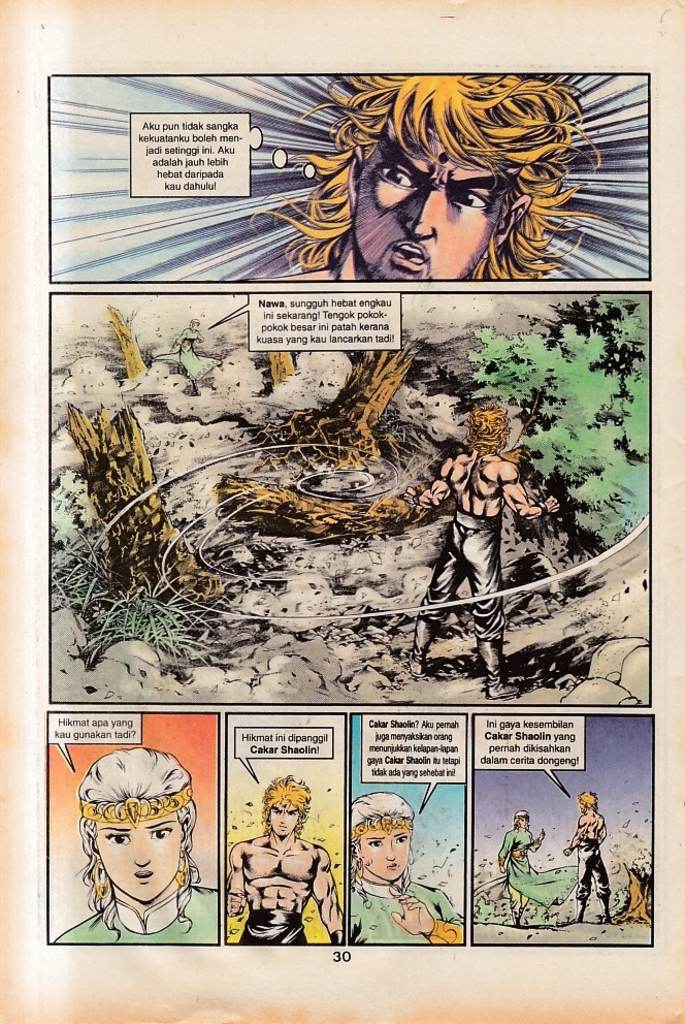 Aku pun tidak sangka
kekuatanku boleh men-
jadi setinggi ini. Aku
adalah jauh lebih
hebat daripada
kau dahulu!
Nawa, sungguh hebat engkau
ini sekarang! Tengok pokok-
pokok besar ini patah kerana
kuasa yang kau lancarkan tadi!
Hikmat apa yang
kau gunakan tadi?
Hikmat ini dipanggil
Cakar Shaolin!
Cakar Shaolin? Aku pernah
juga menyaksikan orang
menunjukkan kelapan-lapan
gaya Cakar Shaolin itu tetapi
tidak ada yang sehebat ini!
Ini gaya kesembilan
Cakar Shaolin yang
pernah dikisahkan
dalam cerita dongeng!
30